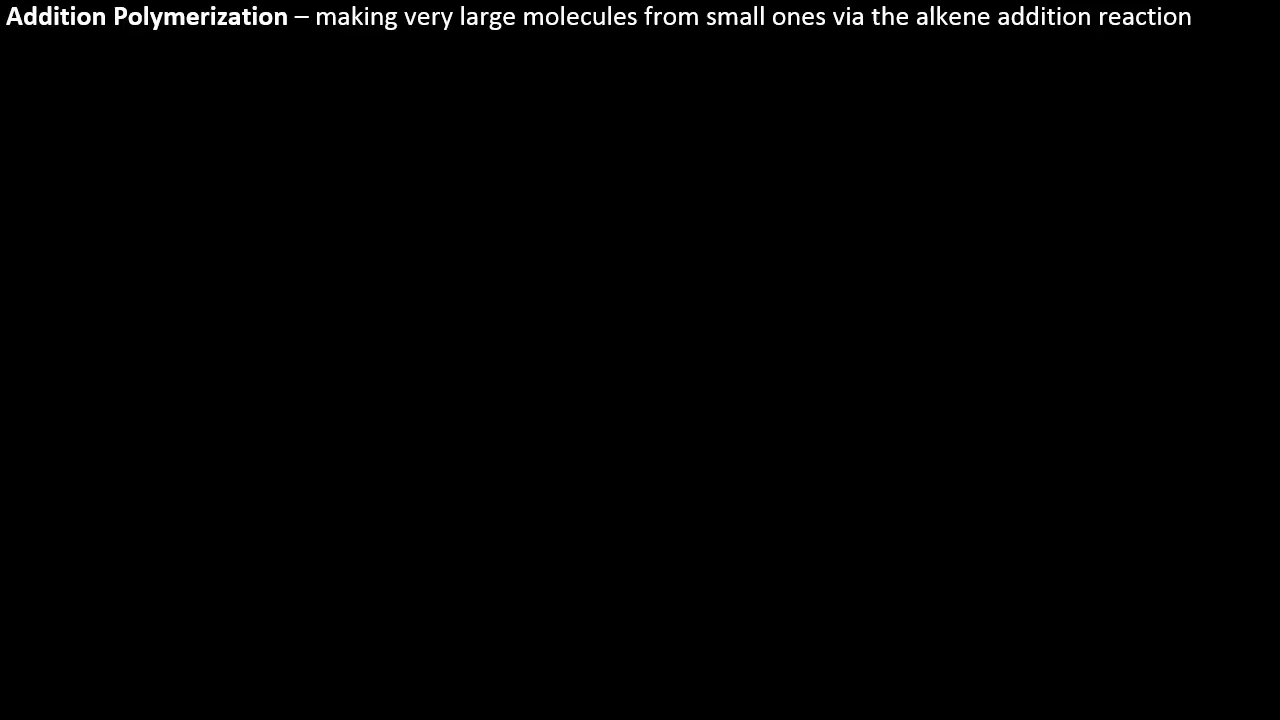 Addition Polymerization – making very large molecules from small ones via the alkene addition reaction